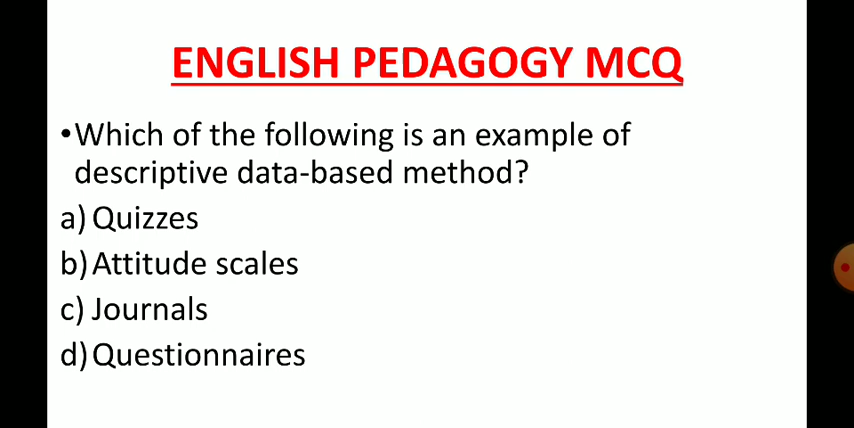 ENGLISH PEDAGOGY MCQ
•Which of the following is an example of
descriptive data-based method?
a) Quizzes
b) Attitude scales
c) Journals
d) Questionnaires